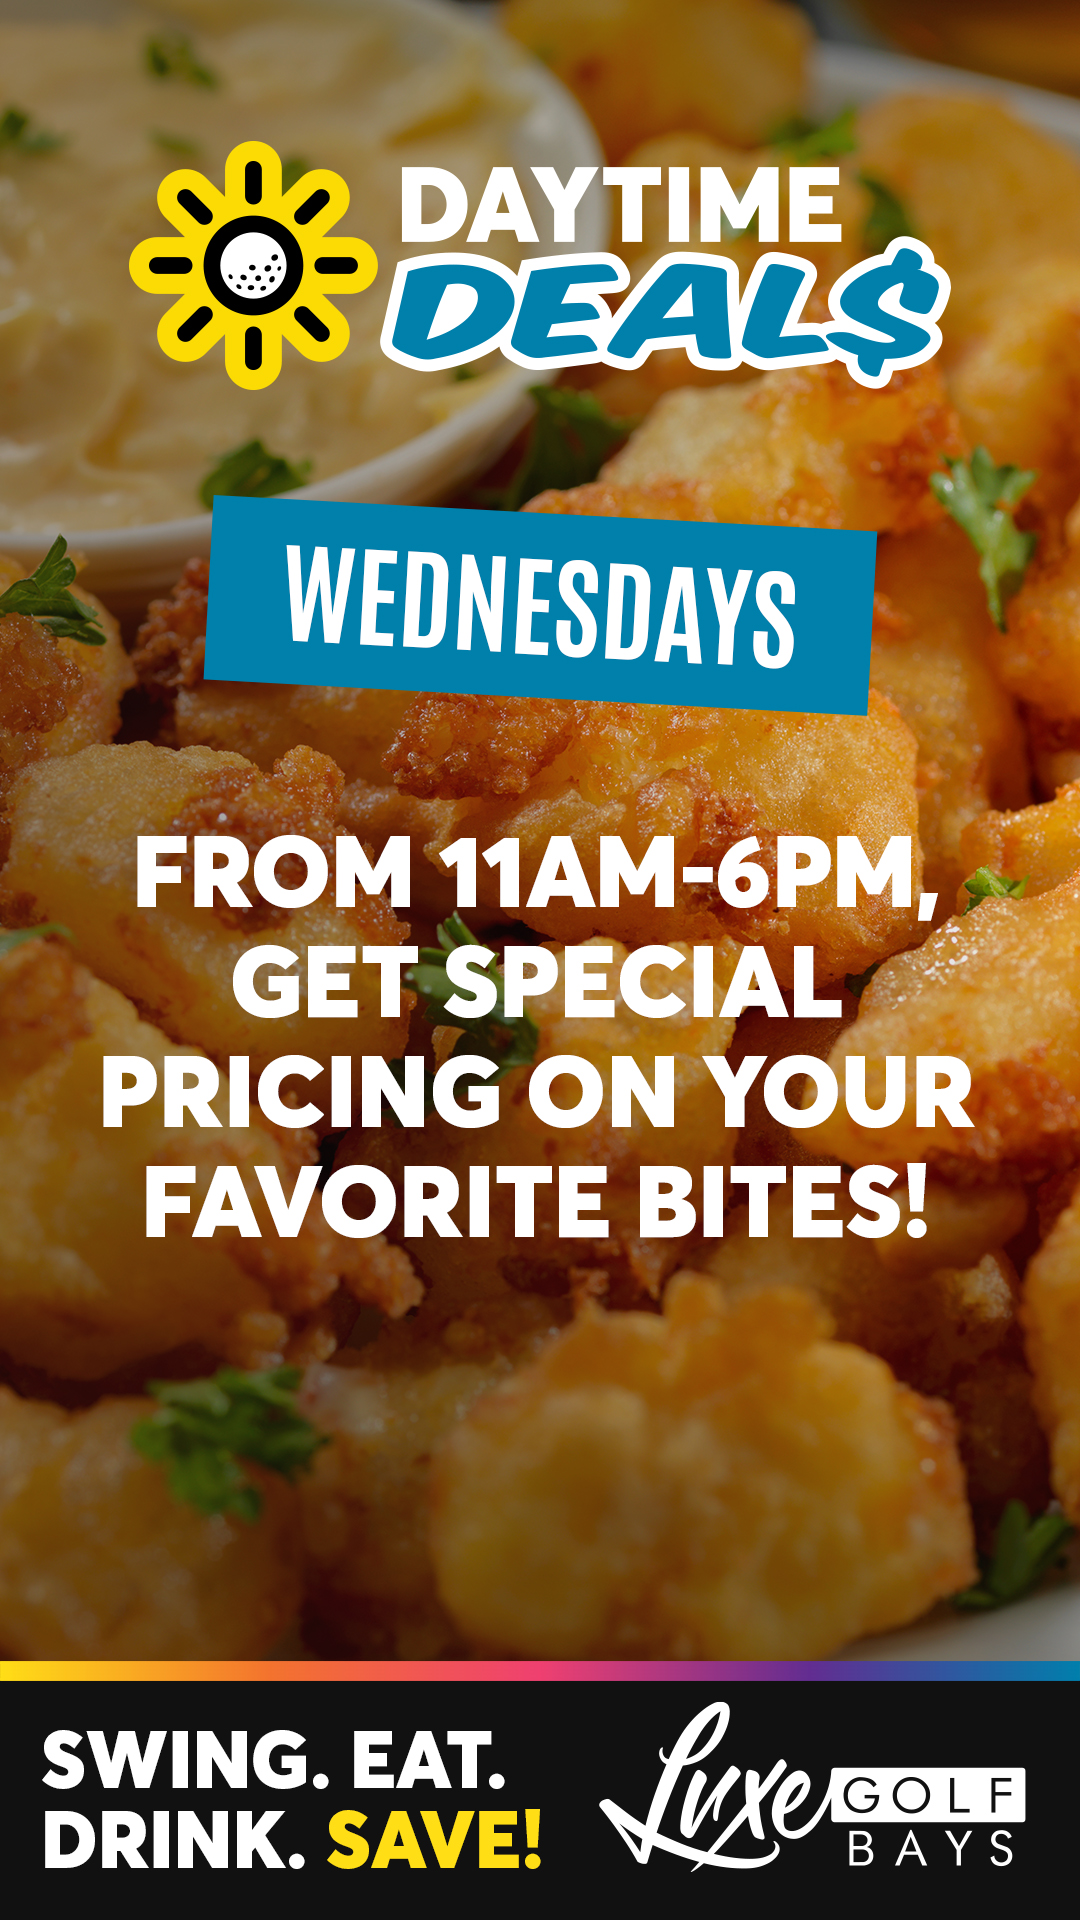 DAYTIME
DEAL$
WEDNESDAYS
FROM 11AM-6PM,
GET SPECIAL
PRICING ON YOUR
FAVORITE BITES!
SWING. EAT.
DRINK. SAVE!
Luxe GOLF
BAYS